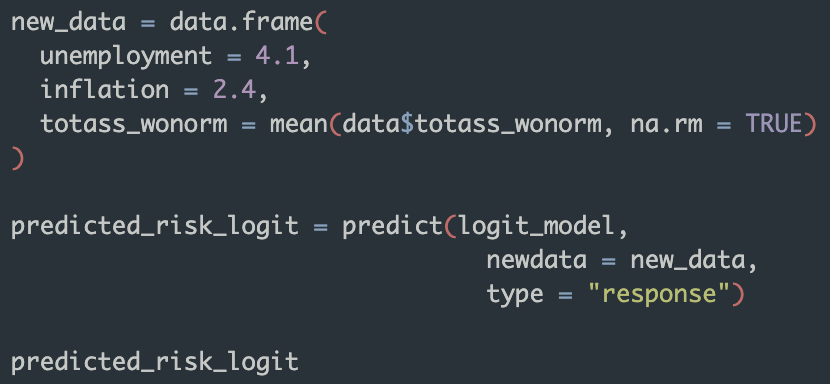 new_data = data.frame(
  unemployment = 4.1,
  inflation = 2.4,
  totass_wonorm = mean(data$totass_wonorm, na.rm = TRUE)
)
predicted_risk_logit = predict(logit_model,
                               newdata = new_data,
                               type = "response")
predicted_risk_logit